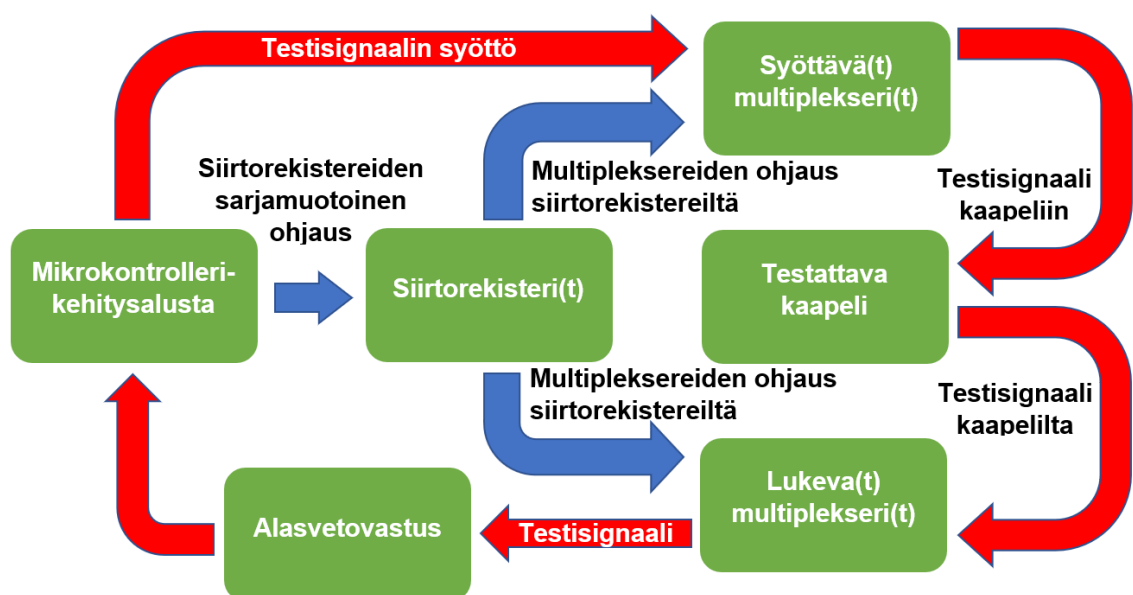 Testisignaalin syöttö
Syöttävä(t)
multiplekseri(t)
Siirtorekistereiden
sarjamuotoinen
ohjaus
Multipleksereiden ohjaus
siirtorekistereiltä
Testisignaali
kaapeliin
Mikrokontrolleri-
kehitysalusta
Siirtorekisteri(t)
Testattava
kaapeli
Multipleksereiden ohjaus
siirtorekistereiltä
Testisignaali
kaapelilta
Alasvetovastus
Testisignaali
Lukeva(t)
multiplekseri(t)